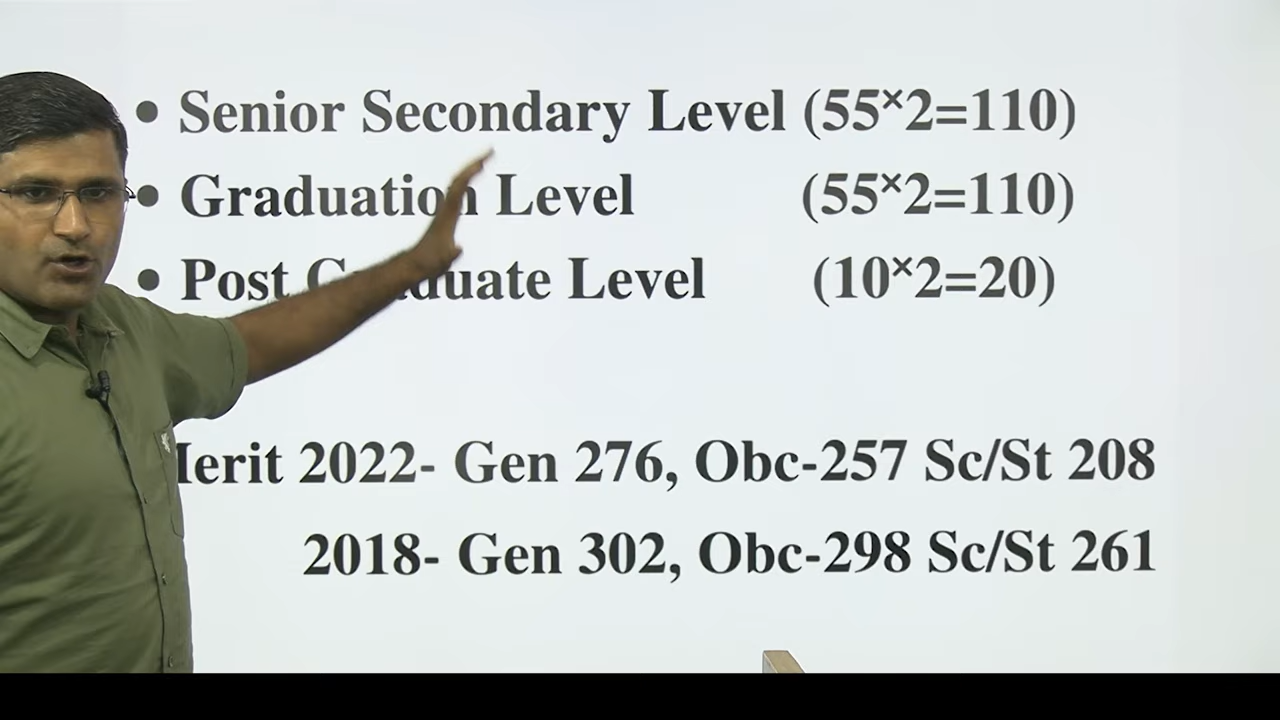 • Senior Secondary Level (55×2=110)
• Graduation Level (55×2=110)
• Post Graduate Level (10×2=20)
2022- Gen 276, Obc-257 Sc/St 208
2018- Gen 302, Obc-298 Sc/St 261